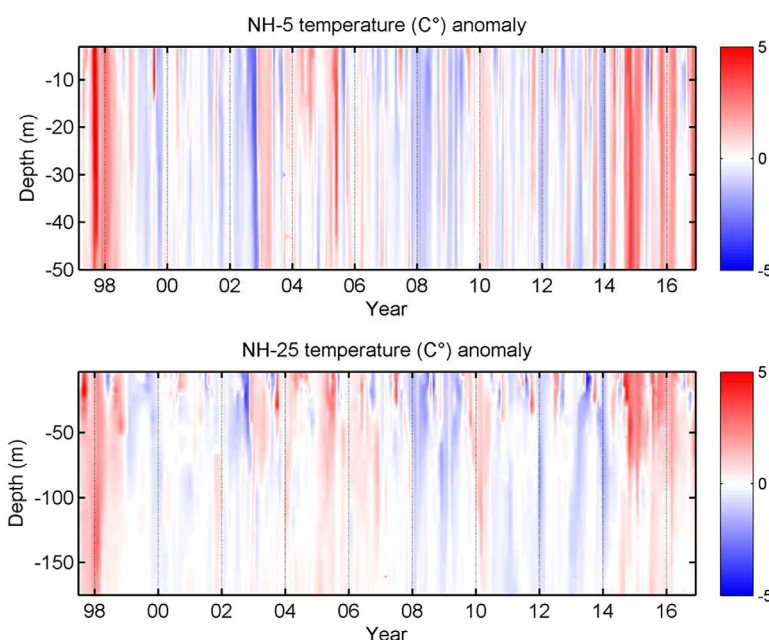 NH-5 temperature (C°) anomaly
Depth (m)
-10
-20
-30
-40
-50
98 00 02 04 06 08 10 12 14 16
Year
5
0
-5
NH-25 temperature (C°) anomaly
Depth (m)
-50
-100
-150
98 00 02 04 06 08 10 12 14 16
Year
5
0
-5